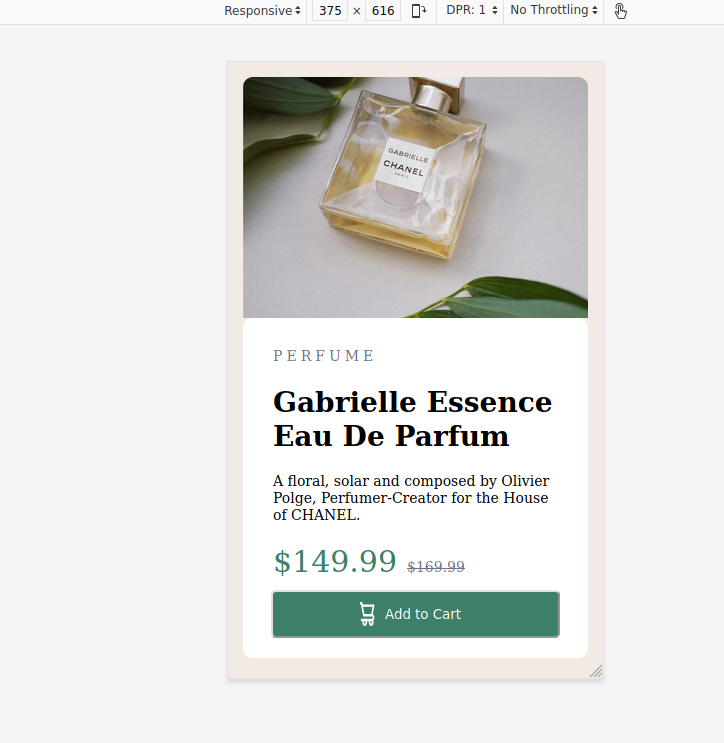 Responsive 375 × 616 DPR: 1 No Throttling
GABRIELLE
CHANEL
PARIS
PERFUME
Gabrielle Essence
Eau De Parfum
A floral, solar and composed by Olivier
Polge, Perfumer-Creator for the House
of CHANEL.
$149.99 $169.99
Add to Cart